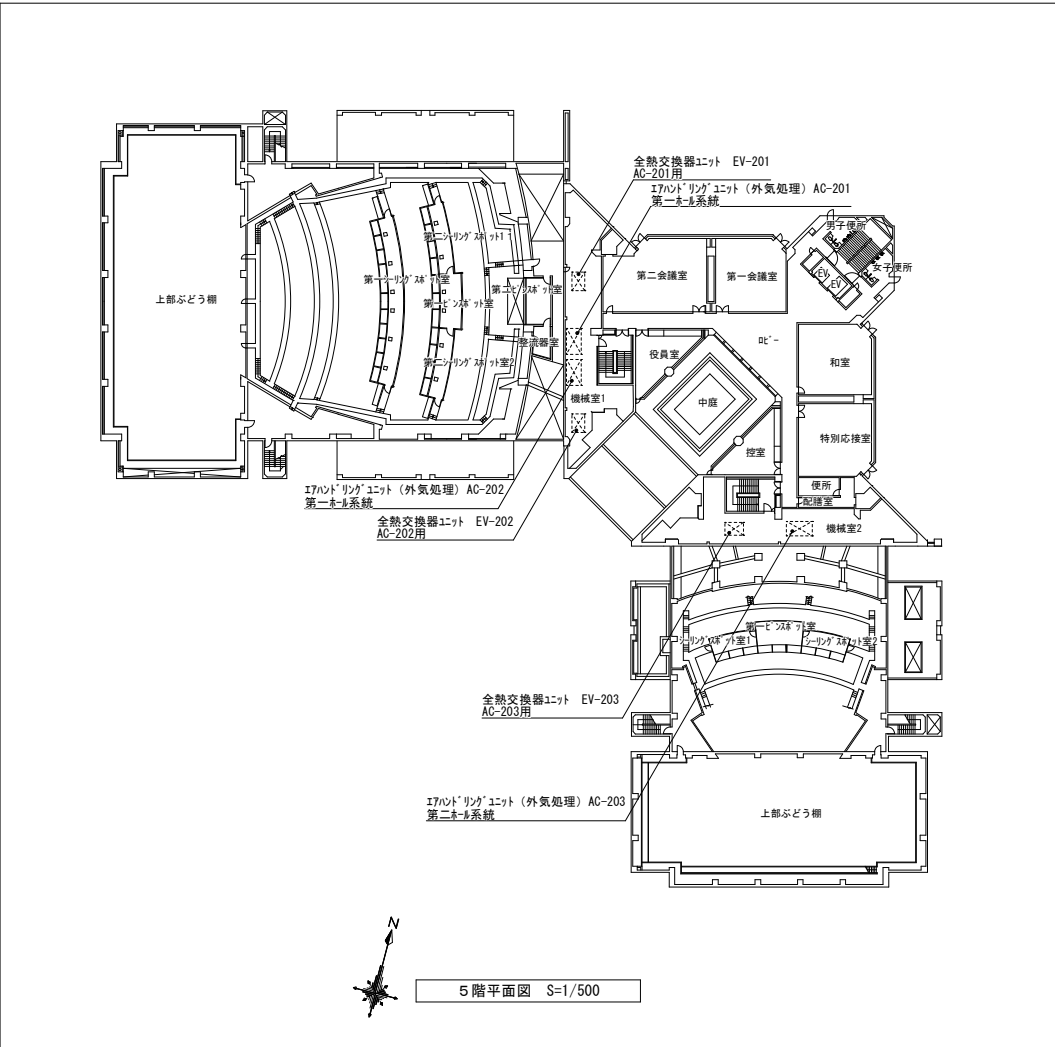 全熱交換器ﾕﾆｯﾄ　EV-201
AC-201用
ｴｱﾊﾝﾄﾞﾘﾝｸﾞﾕﾆｯﾄ（外気処理）AC-201
第一ﾎｰﾙ系統
男子便所
女子便所
EV
EV
第二ｼｰﾘﾝｸﾞｽﾎﾟｯﾄ1
第一ｼｰﾘﾝｸﾞｽﾎﾟｯﾄ室
第二ﾋﾟﾝｽﾎﾟｯﾄ室
第一ﾋﾟﾝｽﾎﾟｯﾄ室
第二会議室
第一会議室
上部ぶどう棚
整流器室
ﾛﾋﾞｰ
役員室
第二ｼｰﾘﾝｸﾞｽﾎﾟｯﾄ室2
和室
機械室1
中庭
特別応接室
控室
便所
配膳室
ｴｱﾊﾝﾄﾞﾘﾝｸﾞﾕﾆｯﾄ（外気処理）AC-202
第一ﾎｰﾙ系統
全熱交換器ﾕﾆｯﾄ　EV-202
AC-202用
機械室2
第一ﾋﾟﾝｽﾎﾟｯﾄ室
ｼｰﾘﾝｸﾞｽﾎﾟｯﾄ室1
ｼｰﾘﾝｸﾞｽﾎﾟｯﾄ室2
全熱交換器ﾕﾆｯﾄ　EV-203
AC-203用
ｴｱﾊﾝﾄﾞﾘﾝｸﾞﾕﾆｯﾄ（外気処理）AC-203
第二ﾎｰﾙ系統
上部ぶどう棚
N
５階平面図　S=1/500